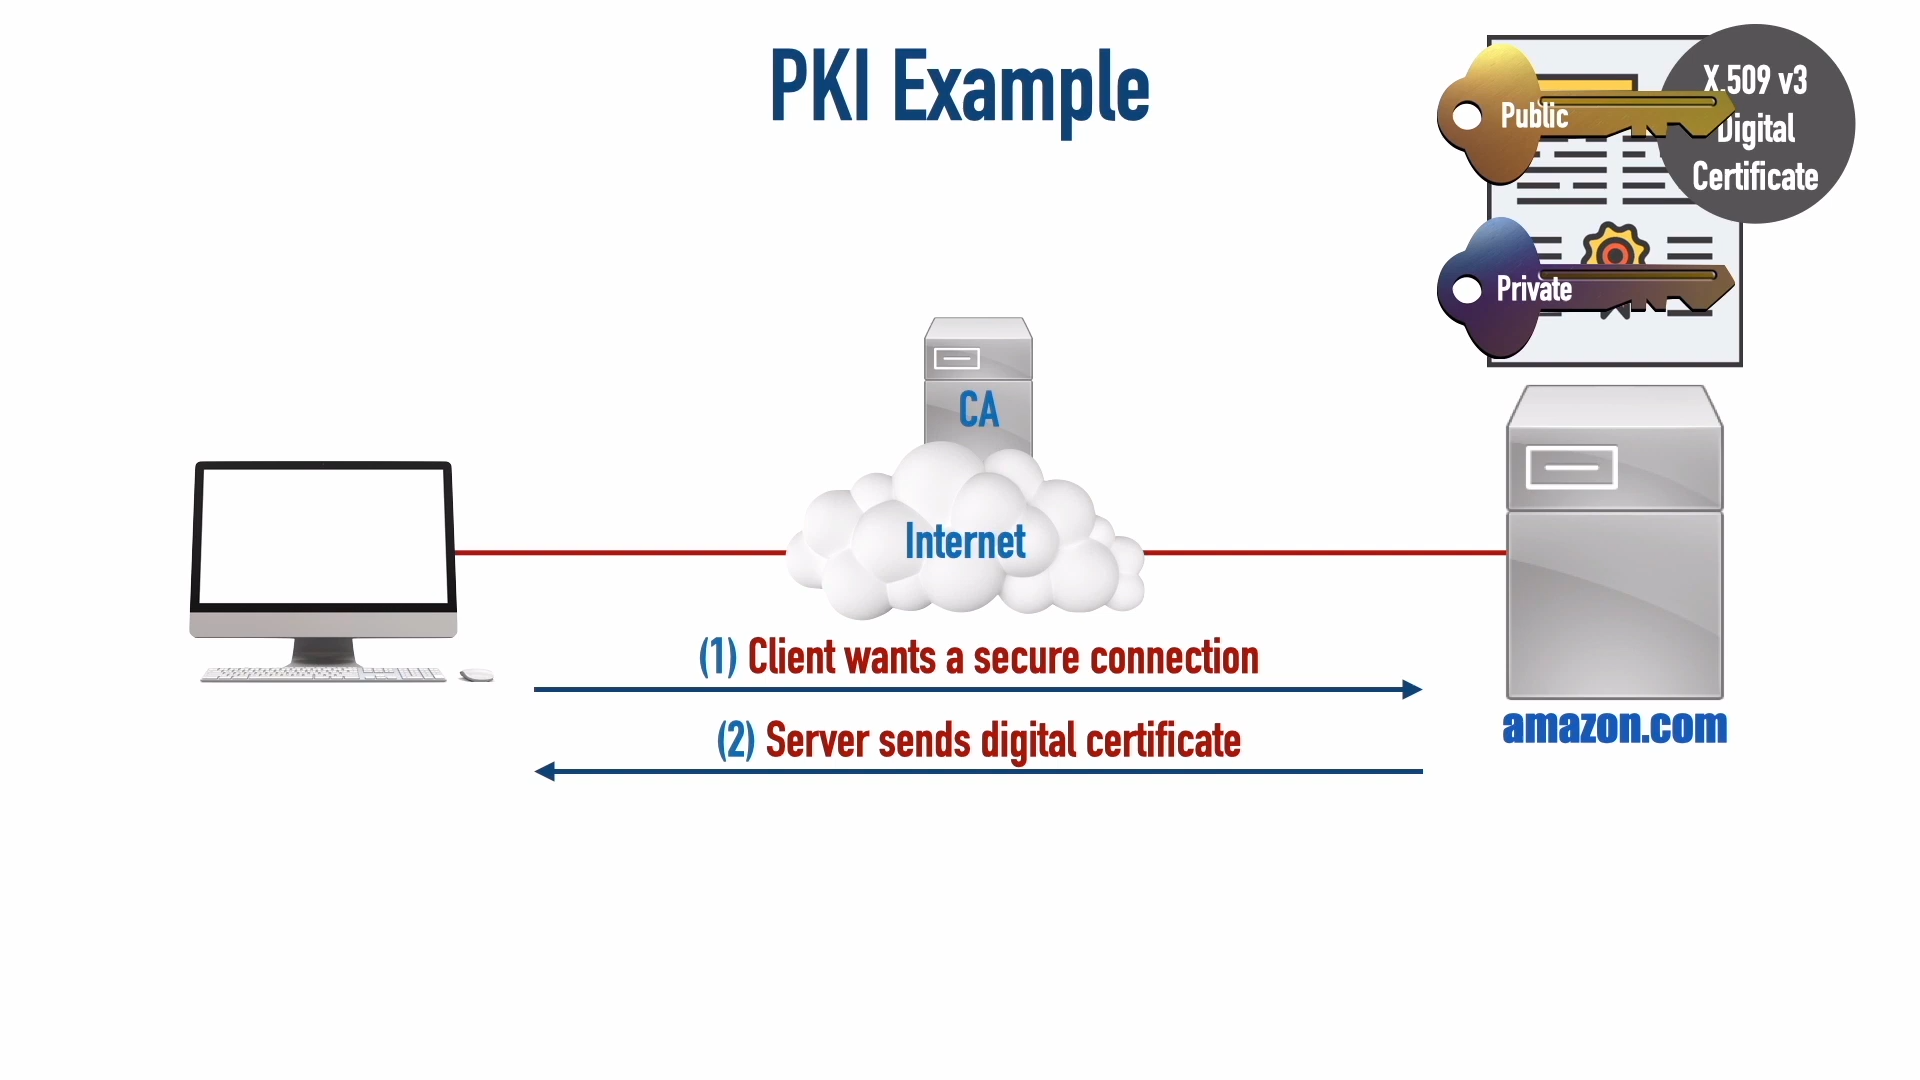 PKI Example
X.509 v3
Digital
Certificate
Public
Private
CA
Internet
(1) Client wants a secure connection
(2) Server sends digital certificate
amazon.com